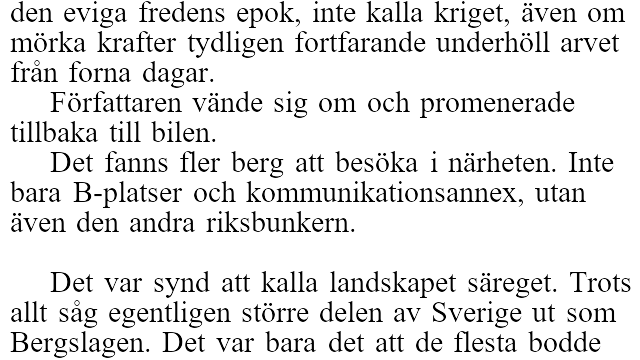 den eviga fredens epok, inte kalla kriget, även om
mörka krafter tydligen fortfarande underhöll arvet
från forna dagar.
Författaren vände sig om och promenerade
tillbaka till bilen.
Det fanns fler berg att besöka i närheten. Inte
bara B-platser och kommunikationsannex, utan
även den andra riksbunkern.
Det var synd att kalla landskapet säreget. Trots
allt såg egentligen större delen av Sverige ut som
Bergslagen. Det var bara det att de flesta bodde